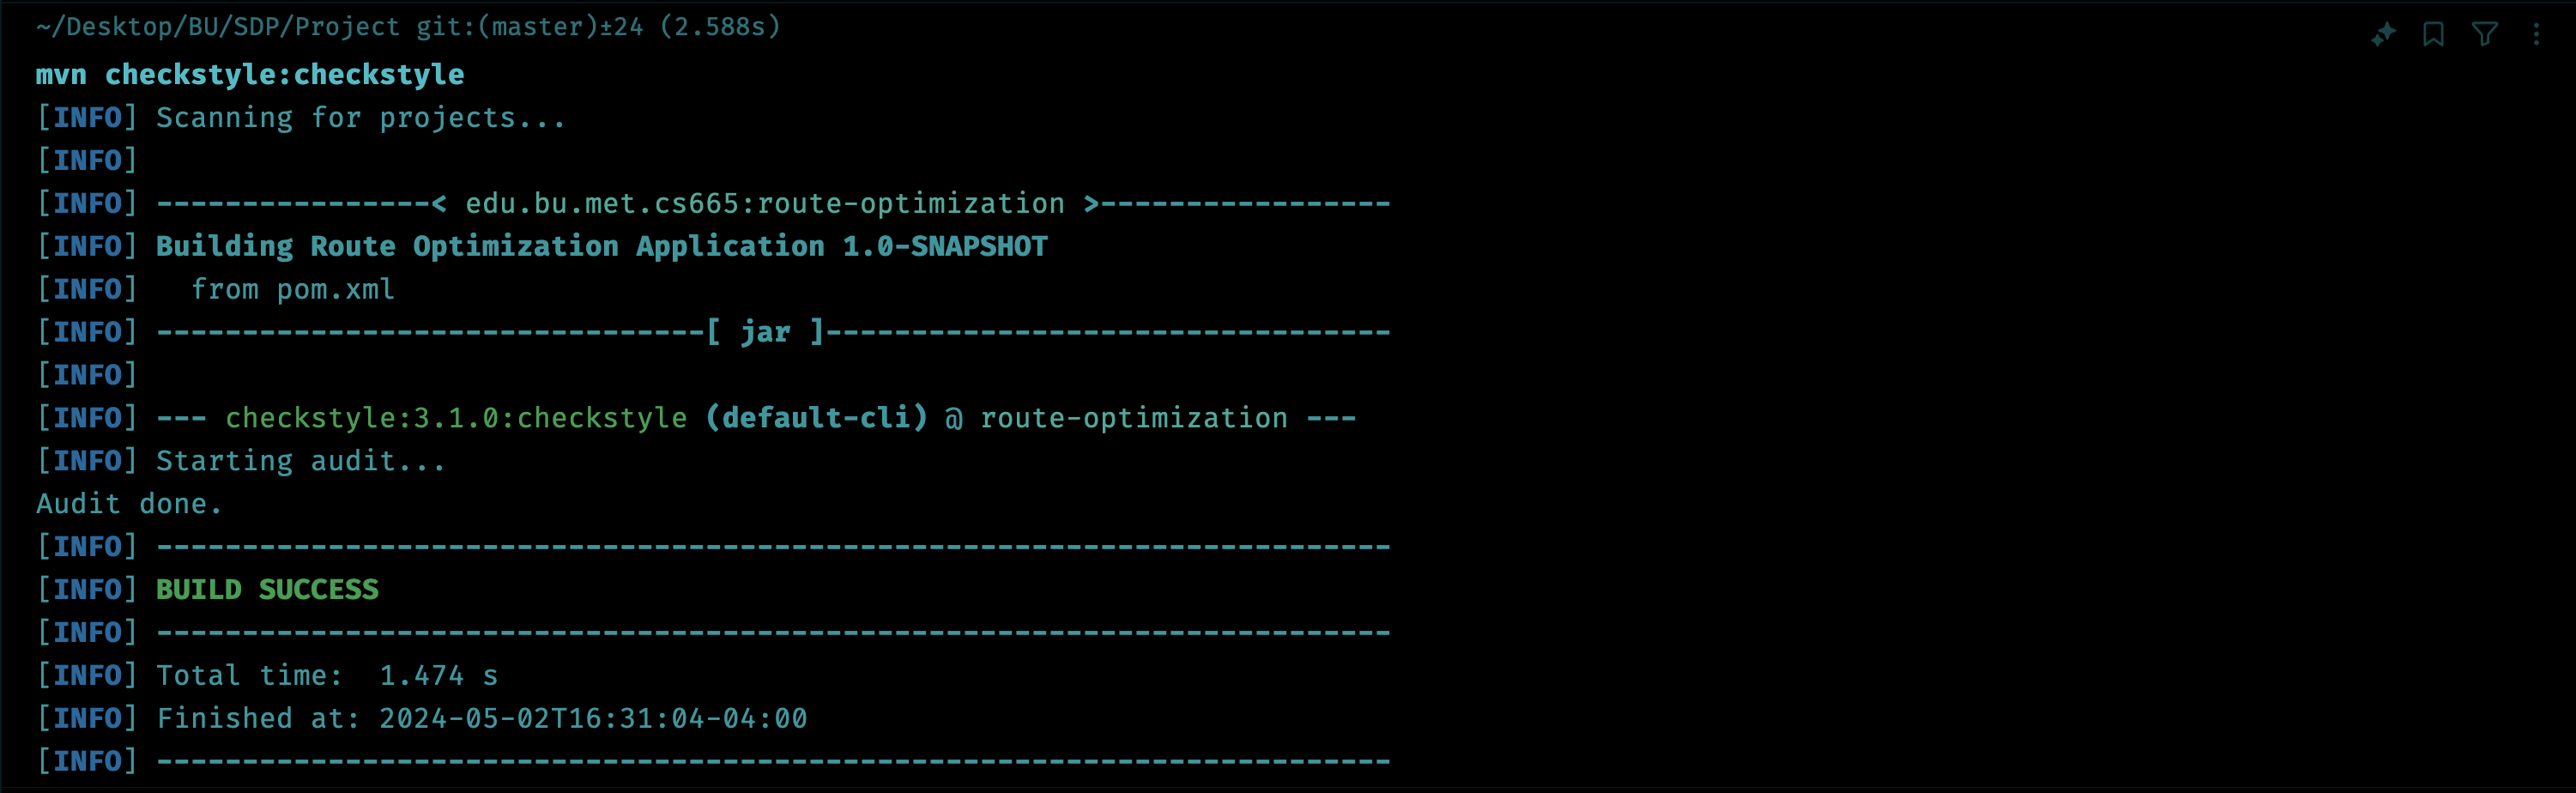 ~/Desktop/BU/SDP/Project git:(master)±24 (2.588s)
mvn checkstyle:checkstyle
[INFO] Scanning for projects...
[INFO]
[INFO] ----------------< edu.bu.met.cs665:route-optimization >-----------------
[INFO] Building Route Optimization Application 1.0-SNAPSHOT
[INFO]   from pom.xml
[INFO] --------------------------------[ jar ]---------------------------------
[INFO]
[INFO] --- checkstyle:3.1.0:checkstyle (default-cli) @ route-optimization ---
[INFO] Starting audit...
Audit done.
[INFO] ------------------------------------------------------------------------
[INFO] BUILD SUCCESS
[INFO] ------------------------------------------------------------------------
[INFO] Total time:  1.474 s
[INFO] Finished at: 2024-05-02T16:31:04-04:00
[INFO] ------------------------------------------------------------------------